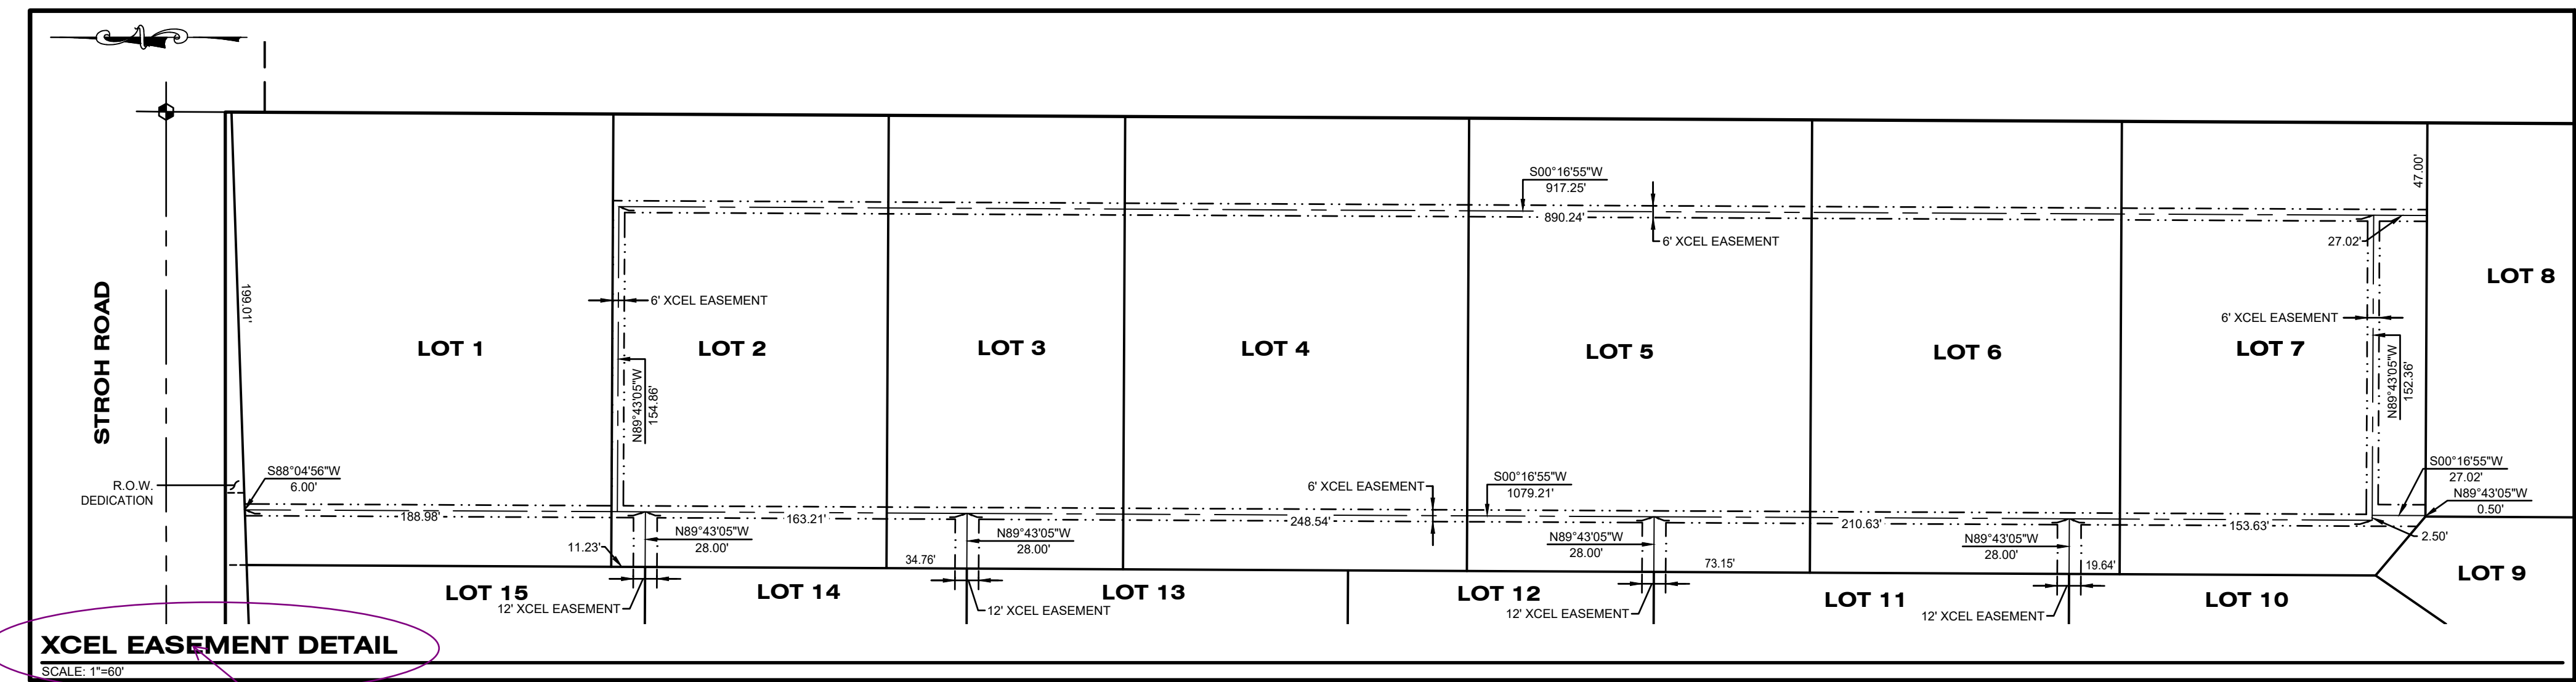 S00°16'55"W
917.25'
890.24'
6' XCEL EASEMENT
47.00'
27.02'
LOT 8
199.01'
STROH ROAD
6' XCEL EASEMENT
6' XCEL EASEMENT
LOT 1
LOT 2
LOT 3
LOT 4
LOT 5
LOT 6
LOT 7
N89°43'05"W
154.86'
N89°43'05"W
152.36'
S88°04'56"W
6.00'
R.O.W.
DEDICATION
S00°16'55"W
27.02'
N89°43'05"W
0.50'
6' XCEL EASEMENT
S00°16'55"W
1079.21'
188.98'
163.21'
248.54'
210.63'
153.63'
2.50'
N89°43'05"W
28.00'
N89°43'05"W
28.00'
N89°43'05"W
28.00'
N89°43'05"W
28.00'
11.23'
34.76'
73.15'
19.64'
LOT 15
LOT 14
LOT 13
LOT 12
LOT 11
LOT 10
LOT 9
12' XCEL EASEMENT
12' XCEL EASEMENT
12' XCEL EASEMENT
12' XCEL EASEMENT
XCEL EASEMENT DETAIL
SCALE: 1"=60'